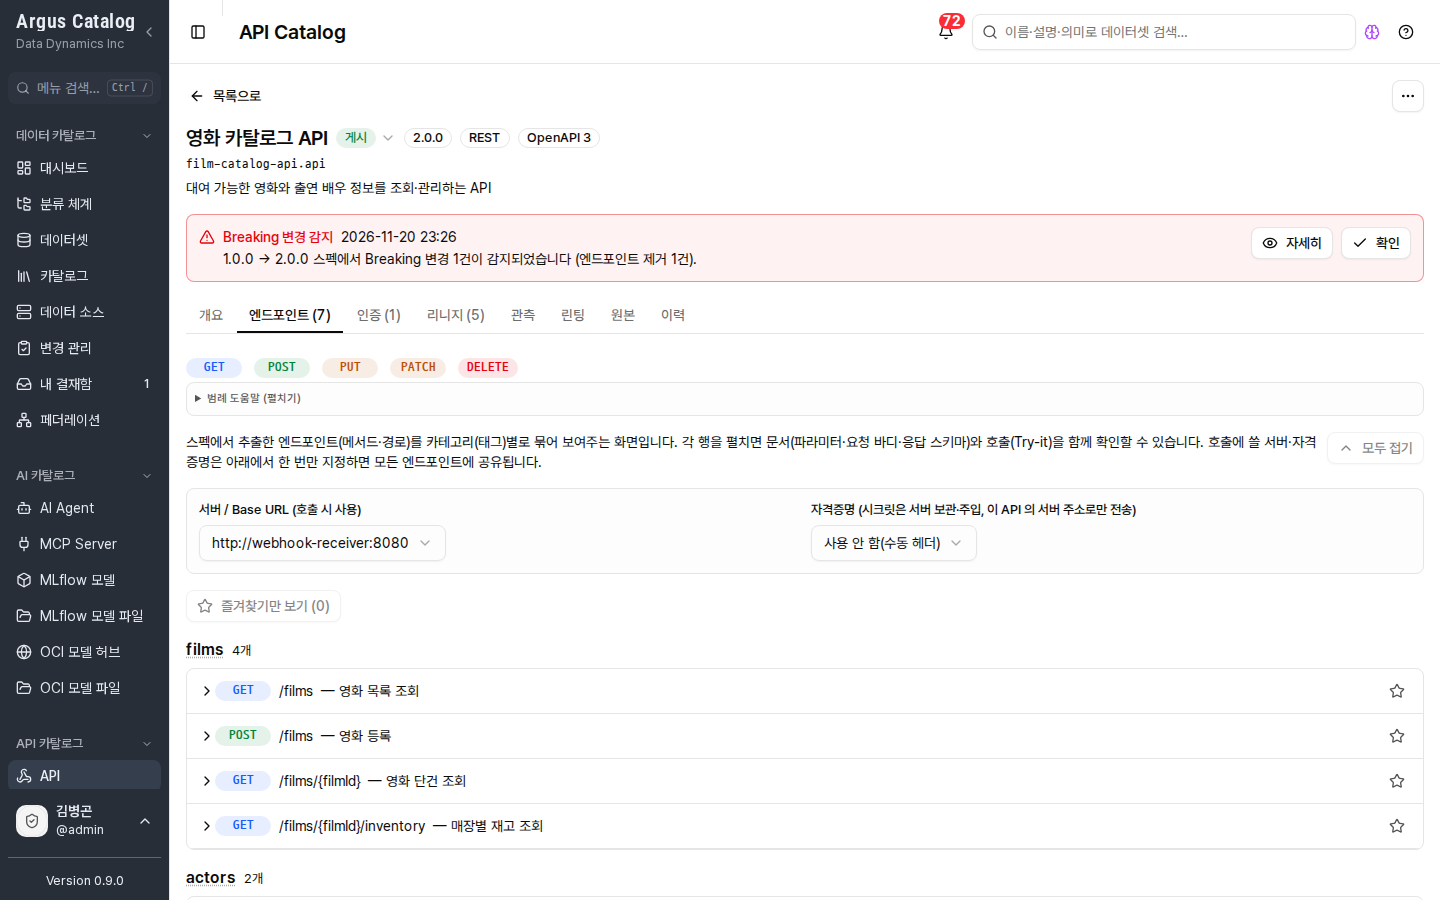 Argus Catalog
Data Dynamics Inc
메뉴 검색... Ctrl /
데이터 카탈로그
대시보드
분류 체계
데이터셋
카탈로그
데이터 소스
변경 관리
내 결재함 1
페더레이션
AI 카탈로그
AI Agent
MCP Server
MLflow 모델
MLflow 모델 파일
OCI 모델 허브
OCI 모델 파일
API 카탈로그
API
김병곤
@admin
Version 0.9.0
API Catalog
72
이름·설명·의미로 데이터셋 검색...
목록으로
영화 카탈로그 API 게시 2.0.0 REST OpenAPI 3
film-catalog-api.api
대여 가능한 영화와 출연 배우 정보를 조회·관리하는 API
Breaking 변경 감지 2026-11-20 23:26
1.0.0 → 2.0.0 스펙에서 Breaking 변경 1건이 감지되었습니다 (엔드포인트 제거 1건).
자세히 확인
개요 엔드포인트 (7) 인증 (1) 리니지 (5) 관측 린팅 원본 이력
GET POST PUT PATCH DELETE
▶ 범례 도움말 (펼치기)
스펙에서 추출한 엔드포인트(메서드·경로)를 카테고리(태그)별로 묶어 보여주는 화면입니다. 각 행을 펼치면 문서(파라미터·요청 바디·응답 스키마)와 호출(Try-it)을 함께 확인할 수 있습니다. 호출에 쓸 서버·자격
증명은 아래에서 한 번만 지정하면 모든 엔드포인트에 공유됩니다.
모두 접기
서버 / Base URL (호출 시 사용)
http://webhook-receiver:8080
자격증명 (시크릿은 서버 보관·주입, 이 API 의 서버 주소로만 전송)
사용 안 함(수동 헤더)
즐겨찾기만 보기 (0)
films 4개
GET /films — 영화 목록 조회
POST /films — 영화 등록
GET /films/{filmId} — 영화 단건 조회
GET /films/{filmId}/inventory — 매장별 재고 조회
actors 2개